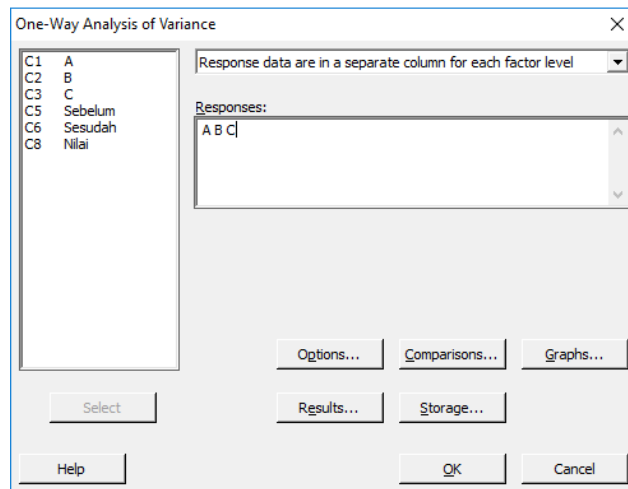 One-Way Analysis of Variance
C1 A
C2 B
C3 C
C5 Sebelum
C6 Sesudah
C8 Nilai
Response data are in a separate column for each factor level
Responses:
A B C
Options... Comparisons... Graphs...
Select Results... Storage...
Help OK Cancel